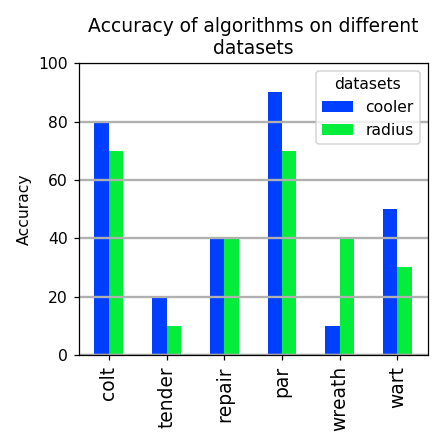 Accuracy of algorithms on different
datasets
100
80
60
40
20
0
Accuracy
datasets
cooler
radius
colt
tender
repair
par
wreath
wart